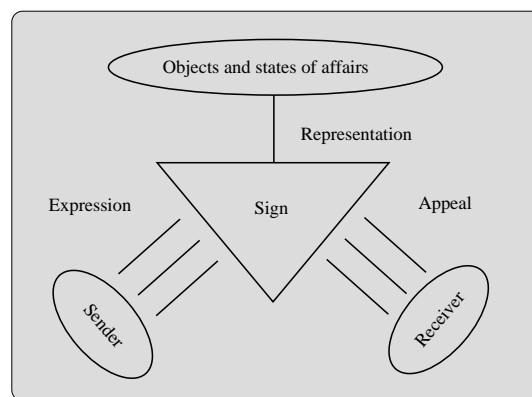 Objects and states of affairs
Representation
Expression
Sign
Appeal
Sender
Receiver